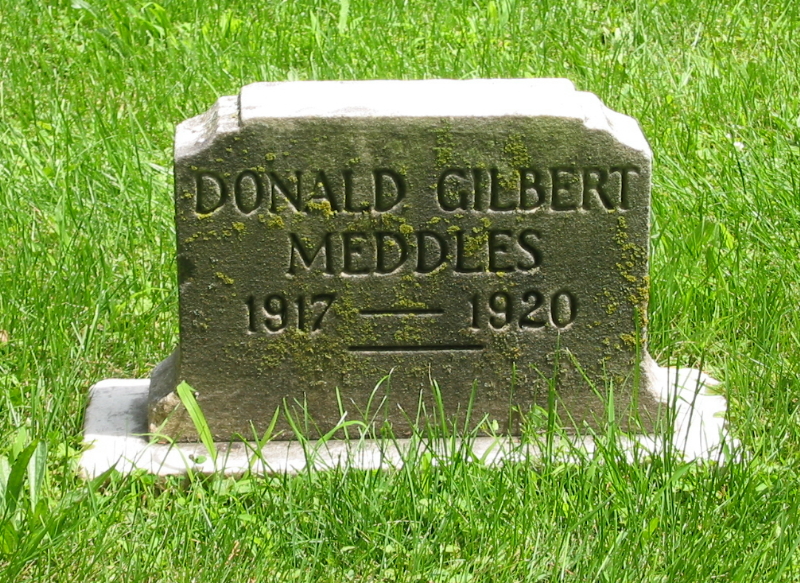 DONALD GILBERT
MEDDLES
1917 — 1920